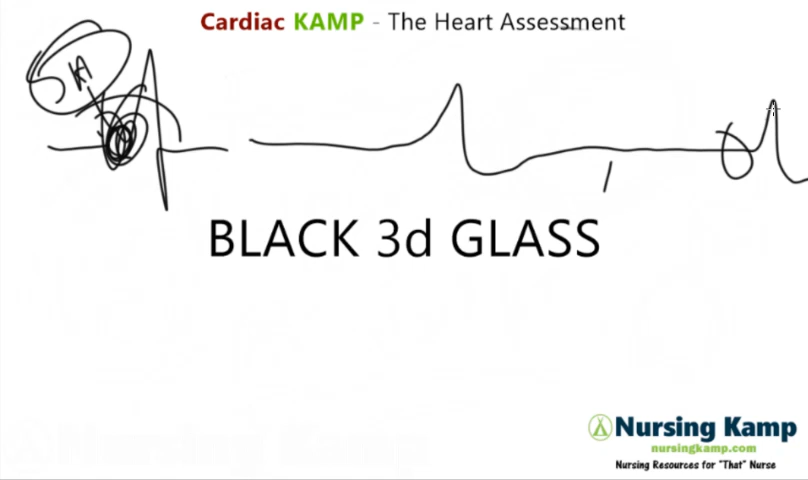 Cardiac KAMP - The Heart Assessment
SA
BLACK 3d GLASS
Nursing Kamp
nursingkamp.com
Nursing Resources for "That" Nurse